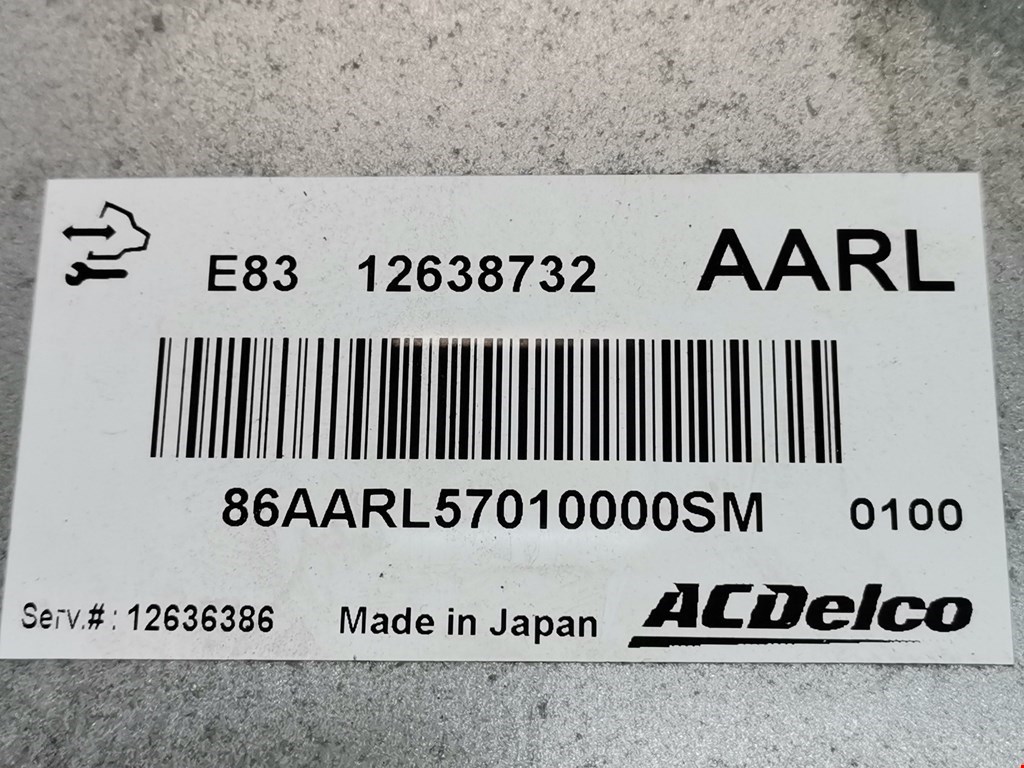 E83 12638732 AARL
86AARL57010000SM 0100
Serv.#: 12636386 Made in Japan ACDelco